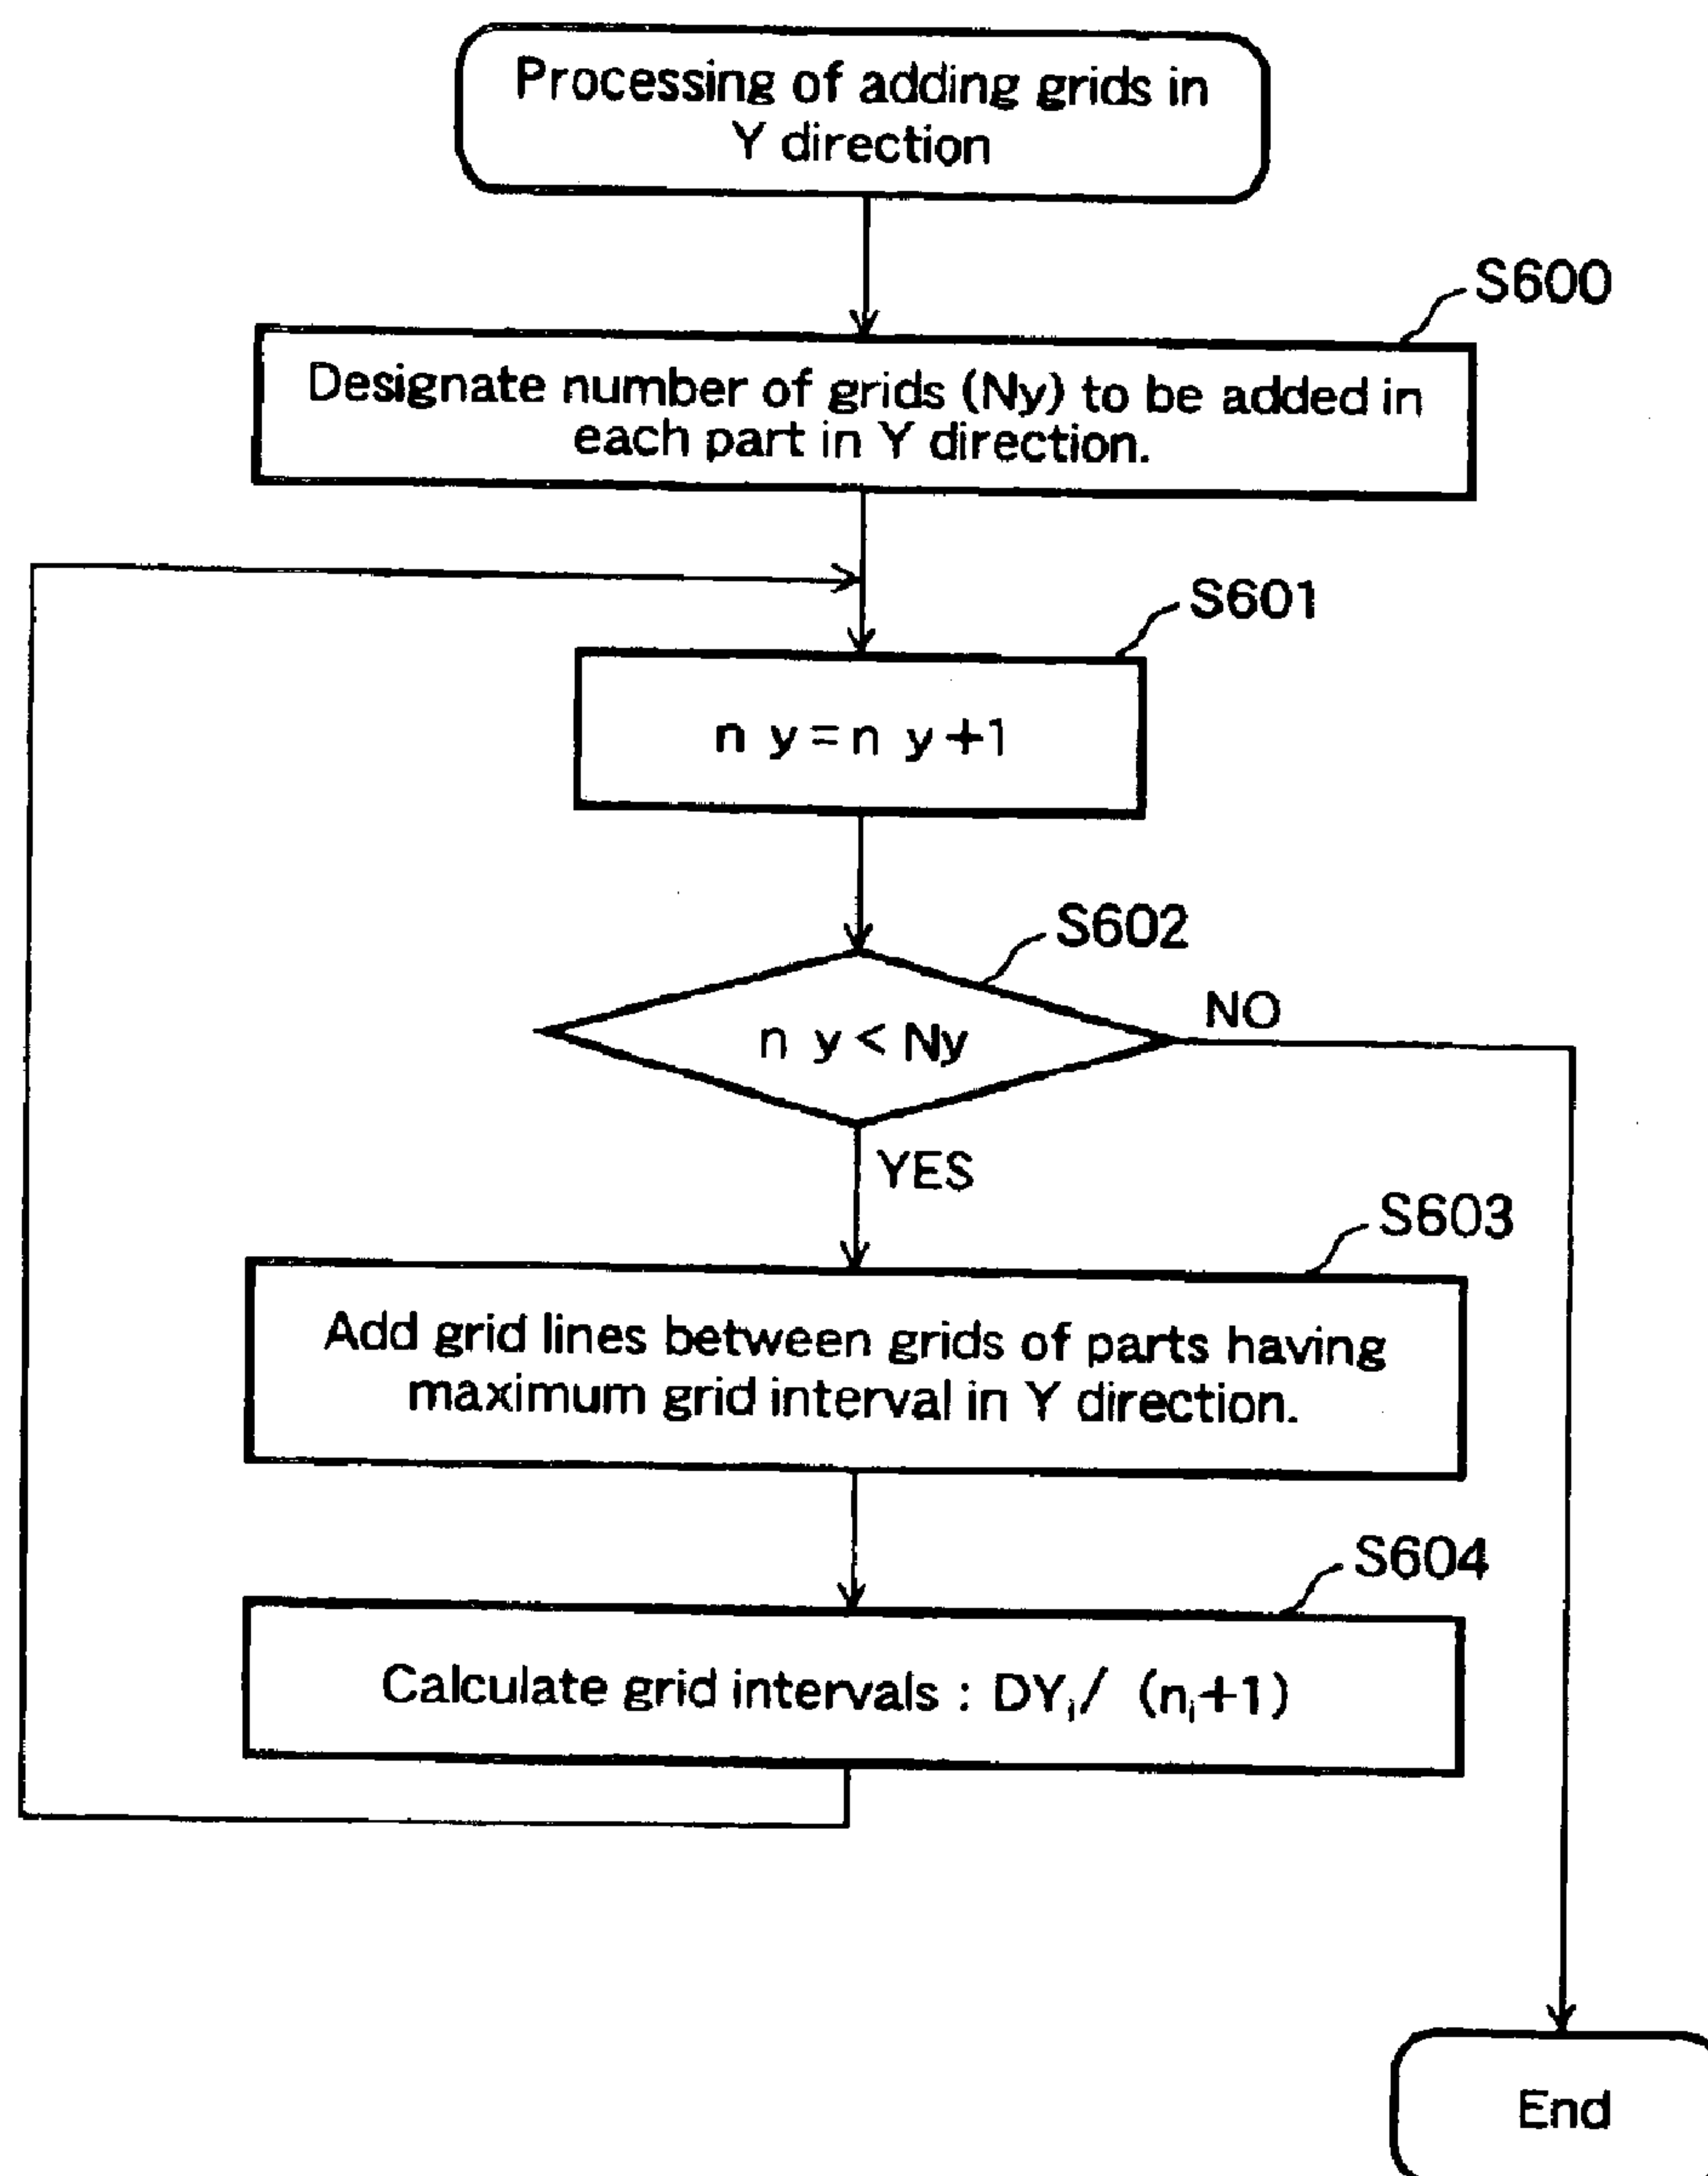 Processing of adding grids in
Y direction
S600
Designate number of grids (Ny) to be added in
each part in Y direction.
S601
n y=n y+1
S602
n y< Ny
NO
YES
S603
Add grid lines between grids of parts having
maximum grid interval in Y direction.
S604
Calculate grid intervals : DYᵢ/ (nᵢ+1)
End